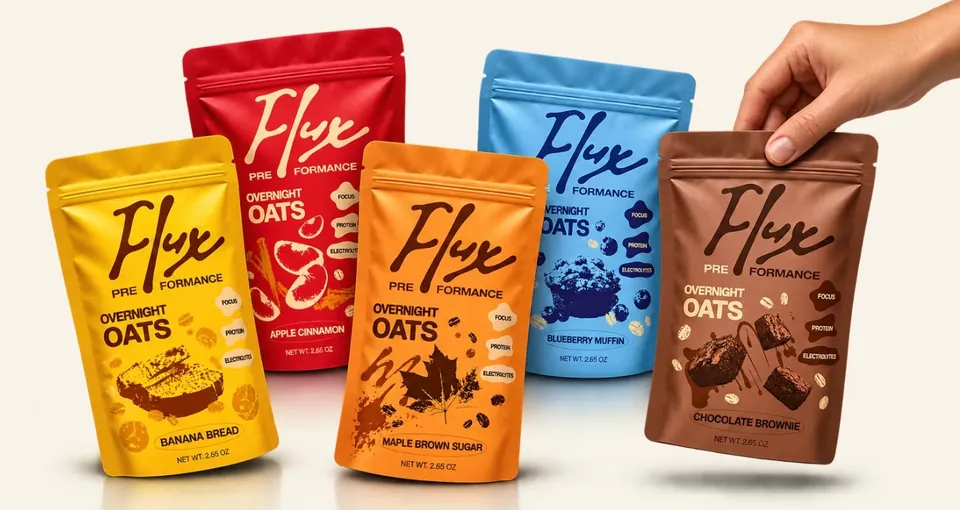 Flux
PRE FORMANCE
OVERNIGHT
OATS
FOCUS
PROTEIN
ELECTROLYTES
BANANA BREAD
NET WT. 2.65 OZ
Flux
PRE FORMANCE
OVERNIGHT
OATS
FOCUS
PROTEIN
ELECTROLYTES
APPLE CINNAMON
NET WT. 2.65 OZ
Flux
PRE FORMANCE
OVERNIGHT
OATS
FOCUS
PROTEIN
ELECTROLYTES
MAPLE BROWN SUGAR
NET WT. 2.65 OZ
Flux
FORMANCE
OVERNIGHT
OATS
FOCUS
PROTEIN
ELECTROLYTES
BLUEBERRY MUFFIN
NET WT. 2.65 OZ
Flux
PRE FORMANCE
OVERNIGHT
OATS
FOCUS
PROTEIN
ELECTROLYTES
CHOCOLATE BROWNIE
NET WT. 2.65 OZ